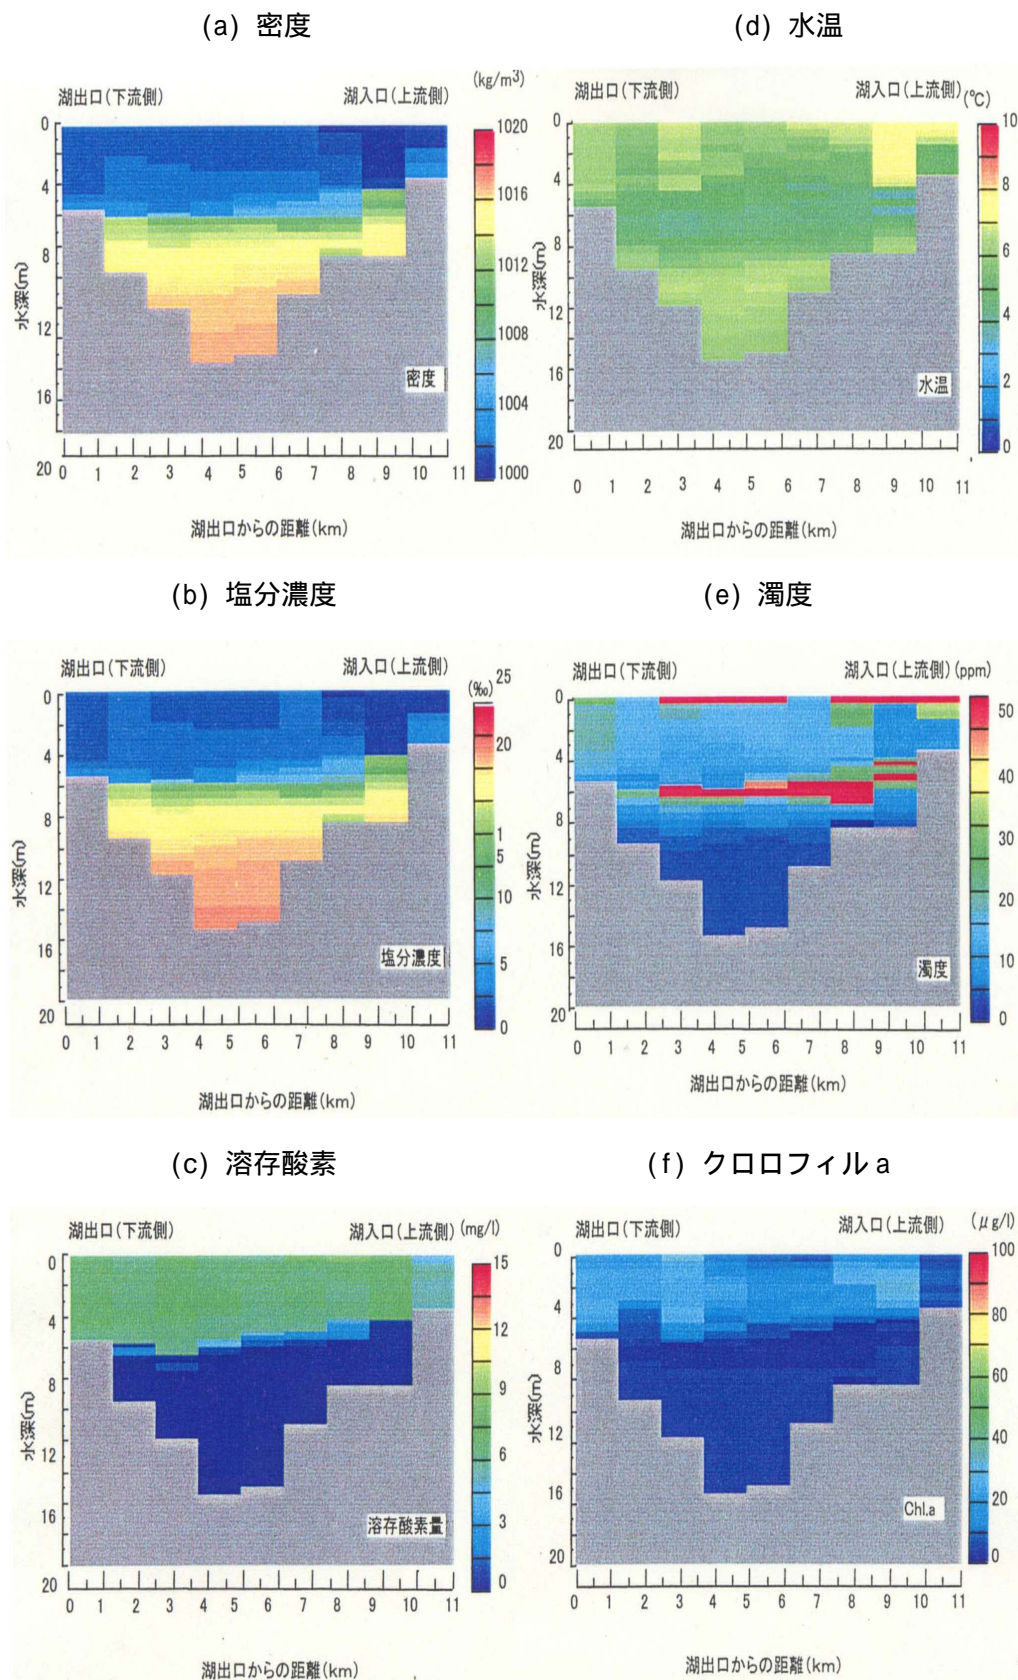 (a) 密度
(kg/m³)
湖出口(下流側)
湖入口(上流側)
0
4
8
12
16
20
水深(m)
密度
1020
1016
1012
1008
1004
1000
0 1 2 3 4 5 6 7 8 9 10 11
湖出口からの距離(km)
(d) 水温
湖出口(下流側)
湖入口(上流側)
(℃)
0
4
8
12
16
20
水深(m)
水温
10
8
6
4
2
0
0 1 2 3 4 5 6 7 8 9 10 11
湖出口からの距離(km)
(b) 塩分濃度
湖出口(下流側)
湖入口(上流側)
(‰)
0
4
8
12
16
20
水深(m)
塩分濃度
25
20
1
5
10
5
0
0 1 2 3 4 5 6 7 8 9 10 11
湖出口からの距離(km)
(e) 濁度
湖出口(下流側)
湖入口(上流側)(ppm)
0
4
8
12
16
20
水深(m)
濁度
50
40
30
20
10
0
0 1 2 3 4 5 6 7 8 9 10 11
湖出口からの距離(km)
(c) 溶存酸素
湖出口(下流側)
湖入口(上流側)(mg/l)
0
4
8
12
16
20
水深(m)
溶存酸素量
15
12
9
6
3
0
0 1 2 3 4 5 6 7 8 9 10 11
湖出口からの距離(km)
(f) クロロフィル a
湖出口(下流側)
湖入口(上流側)
(μg/l)
0
4
8
12
16
20
水深(m)
Chl.a
100
80
60
40
20
0
0 1 2 3 4 5 6 7 8 9 10 11
湖出口からの距離(km)